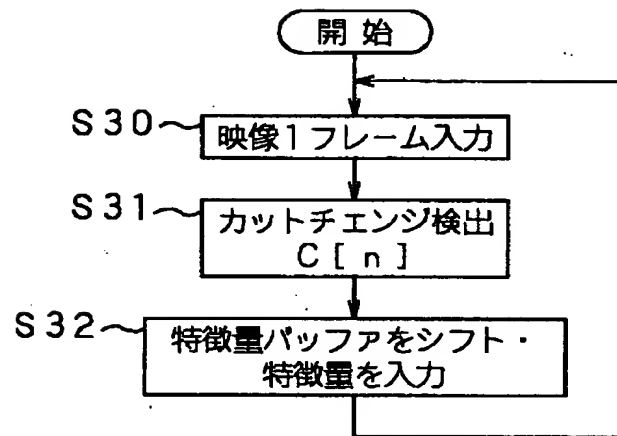 開 始
S30
映像1フレーム入力
S31
カットチェンジ検出
C [ n ]
S32
特徴量バッファをシフト・
特徴量を入力